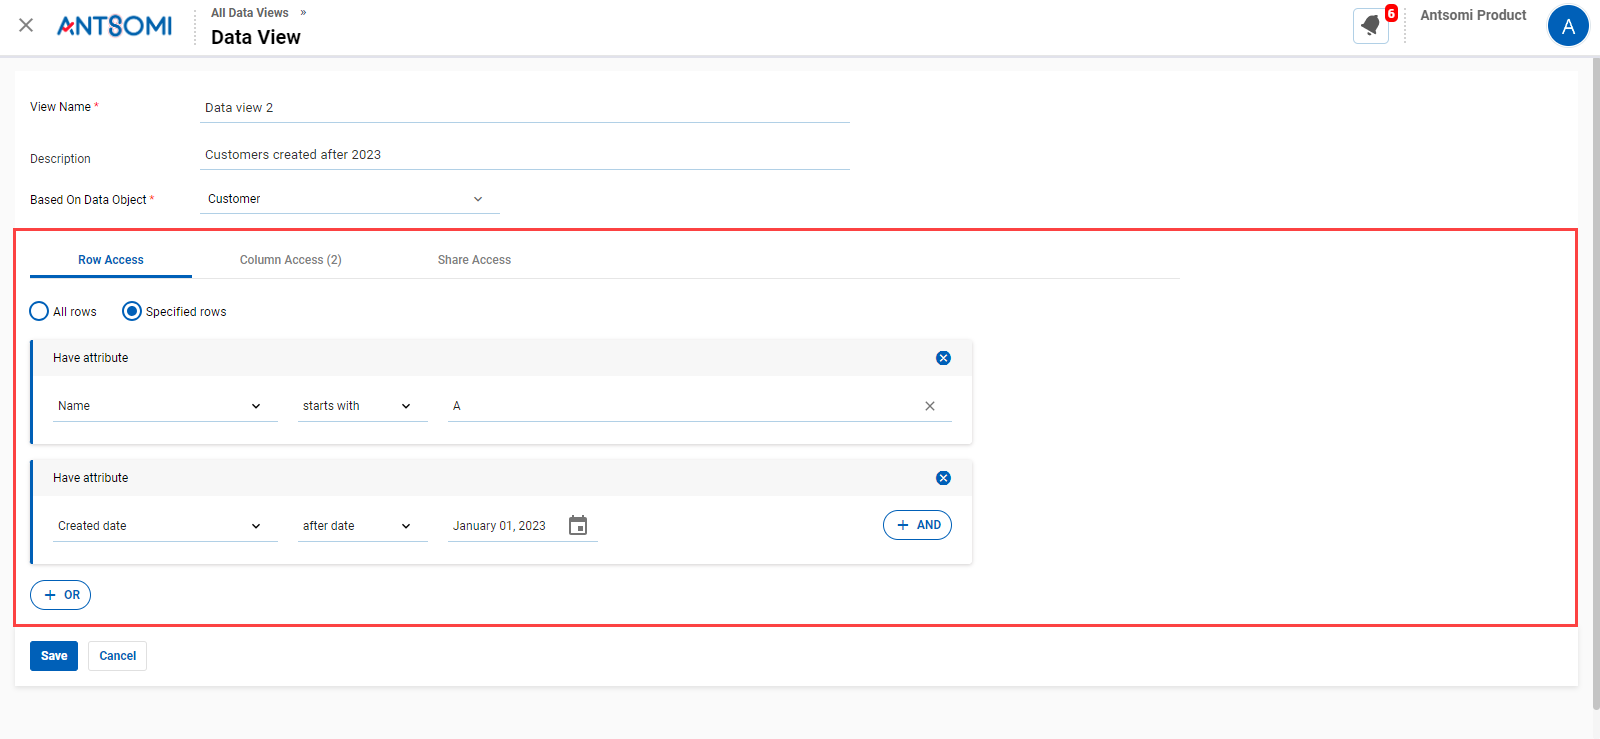 ANTSOMI
All Data Views »
Data View
6
Antsomi Product
A
View Name *
Data view 2
Description
Customers created after 2023
Based On Data Object *
Customer
Row Access
Column Access (2)
Share Access
All rows
Specified rows
Have attribute
Name
starts with
A
Have attribute
Created date
after date
January 01, 2023
+ AND
+ OR
Save
Cancel